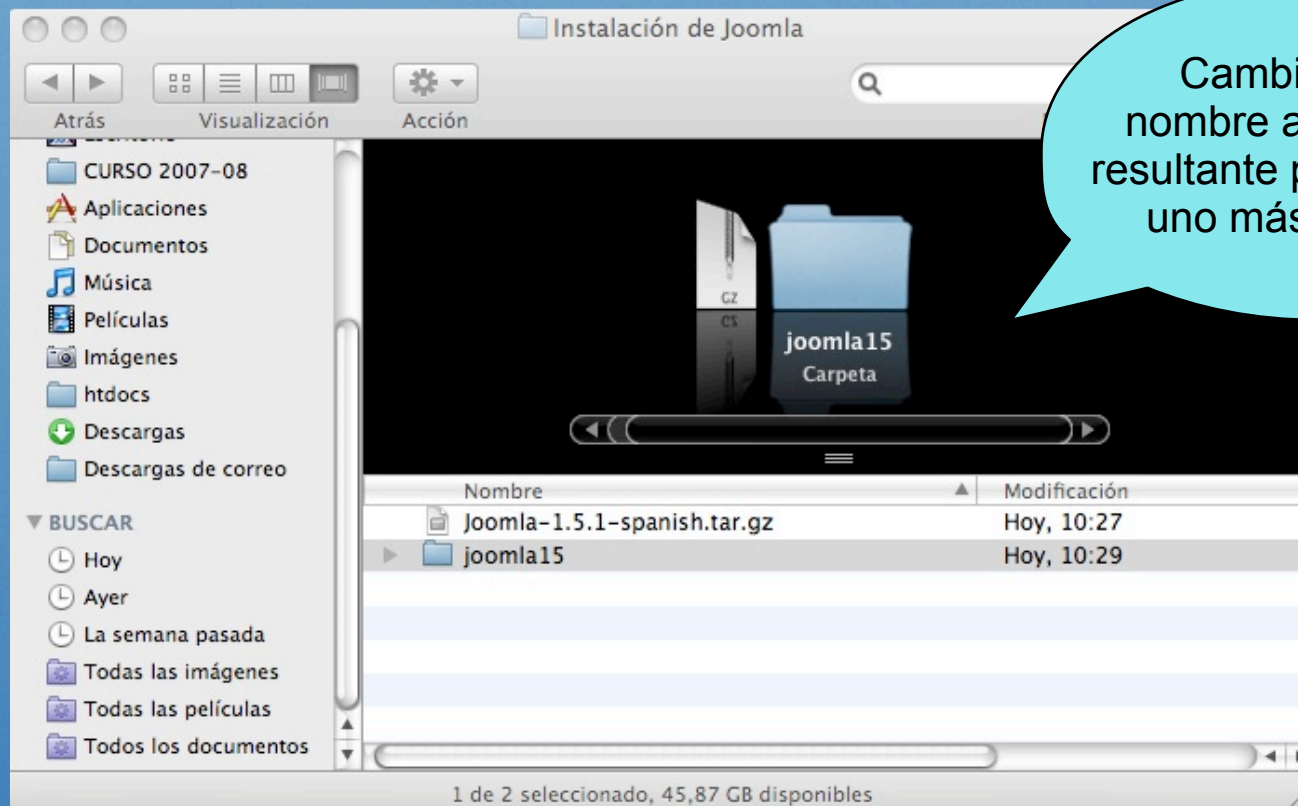 Instalación de Joomla
Atrás
Visualización
Acción
Cambi
nombre a
resultante p
uno más
CURSO 2007-08
Aplicaciones
Documentos
Música
Películas
Imágenes
htdocs
Descargas
Descargas de correo
BUSCAR
Hoy
Ayer
La semana pasada
Todas las imágenes
Todas las películas
Todos los documentos
GZ
joomla15
Carpeta
Nombre Modificación
Joomla-1.5.1-spanish.tar.gz Hoy, 10:27
joomla15 Hoy, 10:29
1 de 2 seleccionado, 45,87 GB disponibles